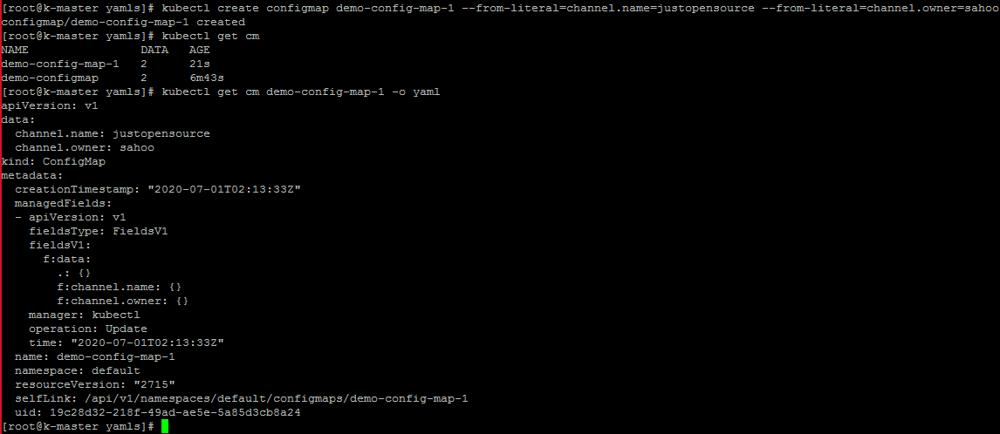 [root@k-master yamls]# kubectl create configmap demo-config-map-1 --from-literal=channel.name=justopensource --from-literal=channel.owner=sahoo
configmap/demo-config-map-1 created
[root@k-master yamls]# kubectl get cm
NAME                DATA   AGE
demo-config-map-1   2      21s
demo-configmap      2      6m43s
[root@k-master yamls]# kubectl get cm demo-config-map-1 -o yaml
apiVersion: v1
data:
  channel.name: justopensource
  channel.owner: sahoo
kind: ConfigMap
metadata:
  creationTimestamp: "2020-07-01T02:13:33Z"
  managedFields:
  - apiVersion: v1
    fieldsType: FieldsV1
    fieldsV1:
      f:data:
        .: {}
        f:channel.name: {}
        f:channel.owner: {}
    manager: kubectl
    operation: Update
    time: "2020-07-01T02:13:33Z"
  name: demo-config-map-1
  namespace: default
  resourceVersion: "2715"
  selfLink: /api/v1/namespaces/default/configmaps/demo-config-map-1
  uid: 19c28d32-218f-49ad-ae5e-5a85d3cb8a24
[root@k-master yamls]#